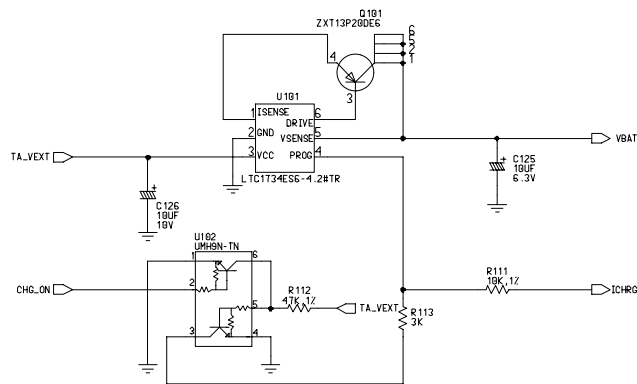 Q101
ZXT13P20DE6
4
6
5
2
1
3
U101
1 ISENSE
6
DRIVE
2 GND
VSENSE 5
TA_VEXT
3 VCC
PROG 4
VBAT
LTC1734ES6-4.2#TR
C125
10UF
6.3V
C126
10UF
10V
U102
UMH9N-TN
1
6
CHG_ON
2
R112
47K,1%
5
TA_VEXT
R111
10K,1%
ICHRG
R113
3K
3
4